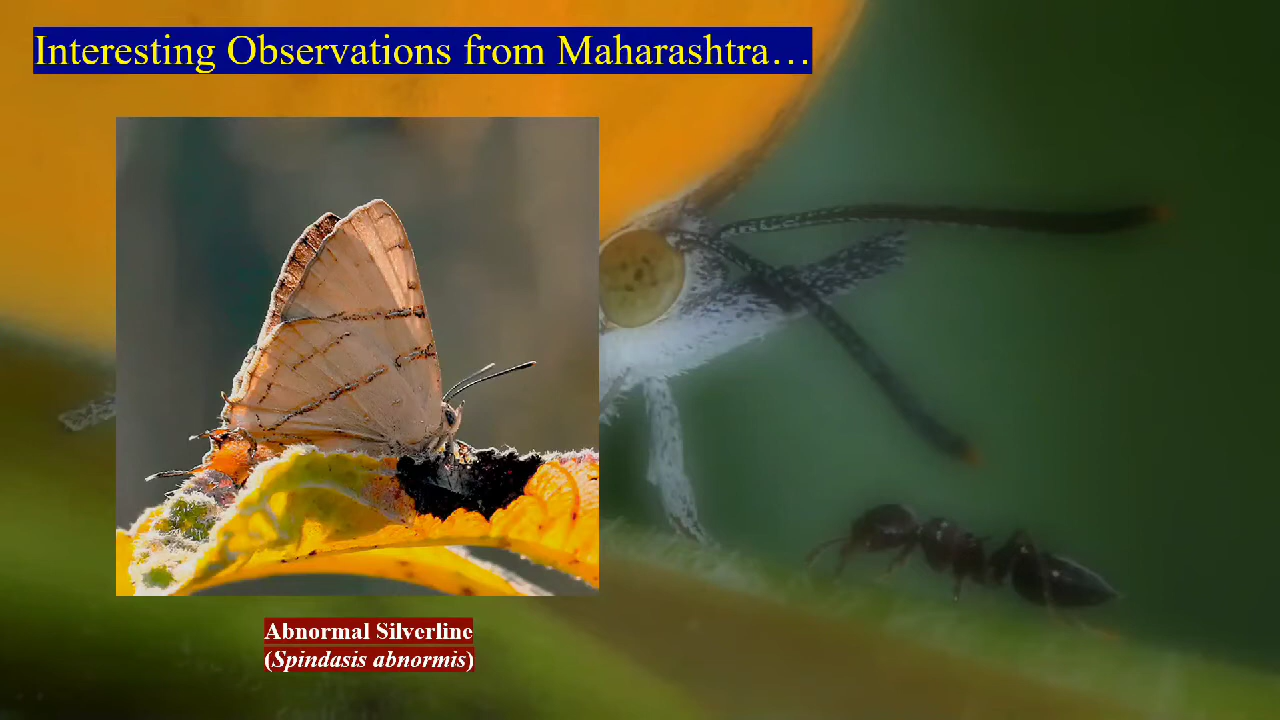 Interesting Observations from Maharashtra…
Abnormal Silverline
(Spindasis abnormis)